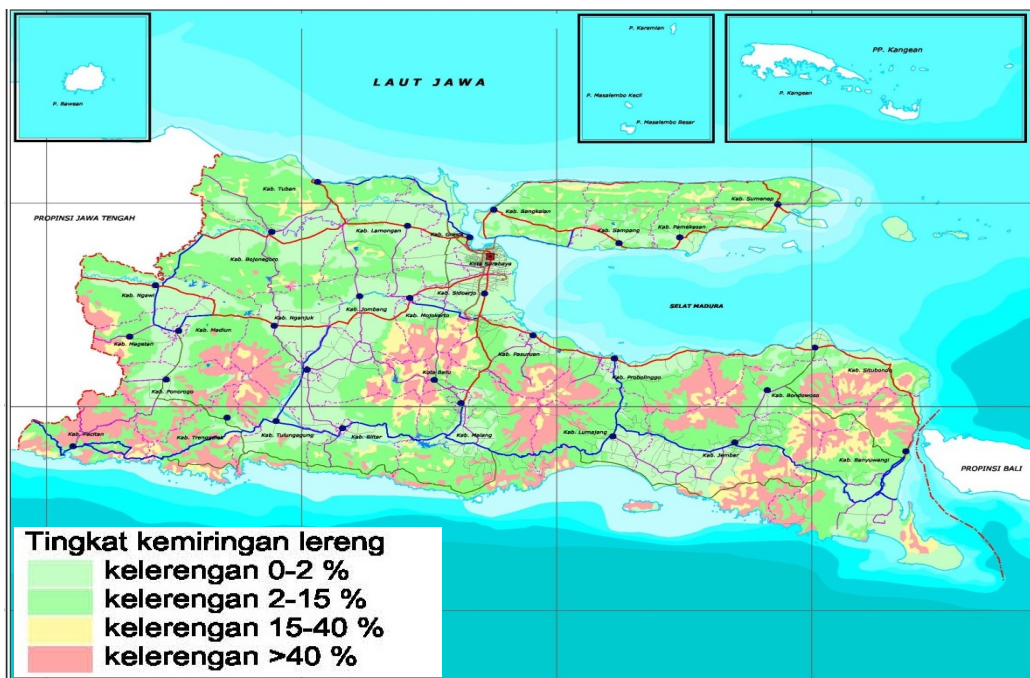 P. Bawean
LAUT JAWA
P. Karamian
P. Masalembo Kecil
P. Masalembo Besar
PP. Kangean
P. Kangean
PROPINSI JAWA TENGAH
Kab. Tuban
Kab. Bangkalan
Kab. Sumenep
Kab. Lamongan
Kab. Gresik
Kab. Sampang
Kab. Pamekasan
Kab. Bojonegoro
Kota Surabaya
Kab. Ngawi
Kab. Sidoarjo
SELAT MADURA
Kab. Jombang
Kab. Mojokerto
Kab. Nganjuk
Kab. Madiun
Kab. Magetan
Kab. Pasuruan
Kab. Probolinggo
Kab. Situbondo
Kota Batu
Kab. Ponorogo
Kab. Bondowoso
Kab. Pacitan
Kab. Trenggalek
Kab. Tulungagung
Kab. Blitar
Kab. Malang
Kab. Lumajang
Kab. Jember
Kab. Banyuwangi
PROPINSI BALI
Tingkat kemiringan lereng
kelerengan 0-2 %
kelerengan 2-15 %
kelerengan 15-40 %
kelerengan >40 %